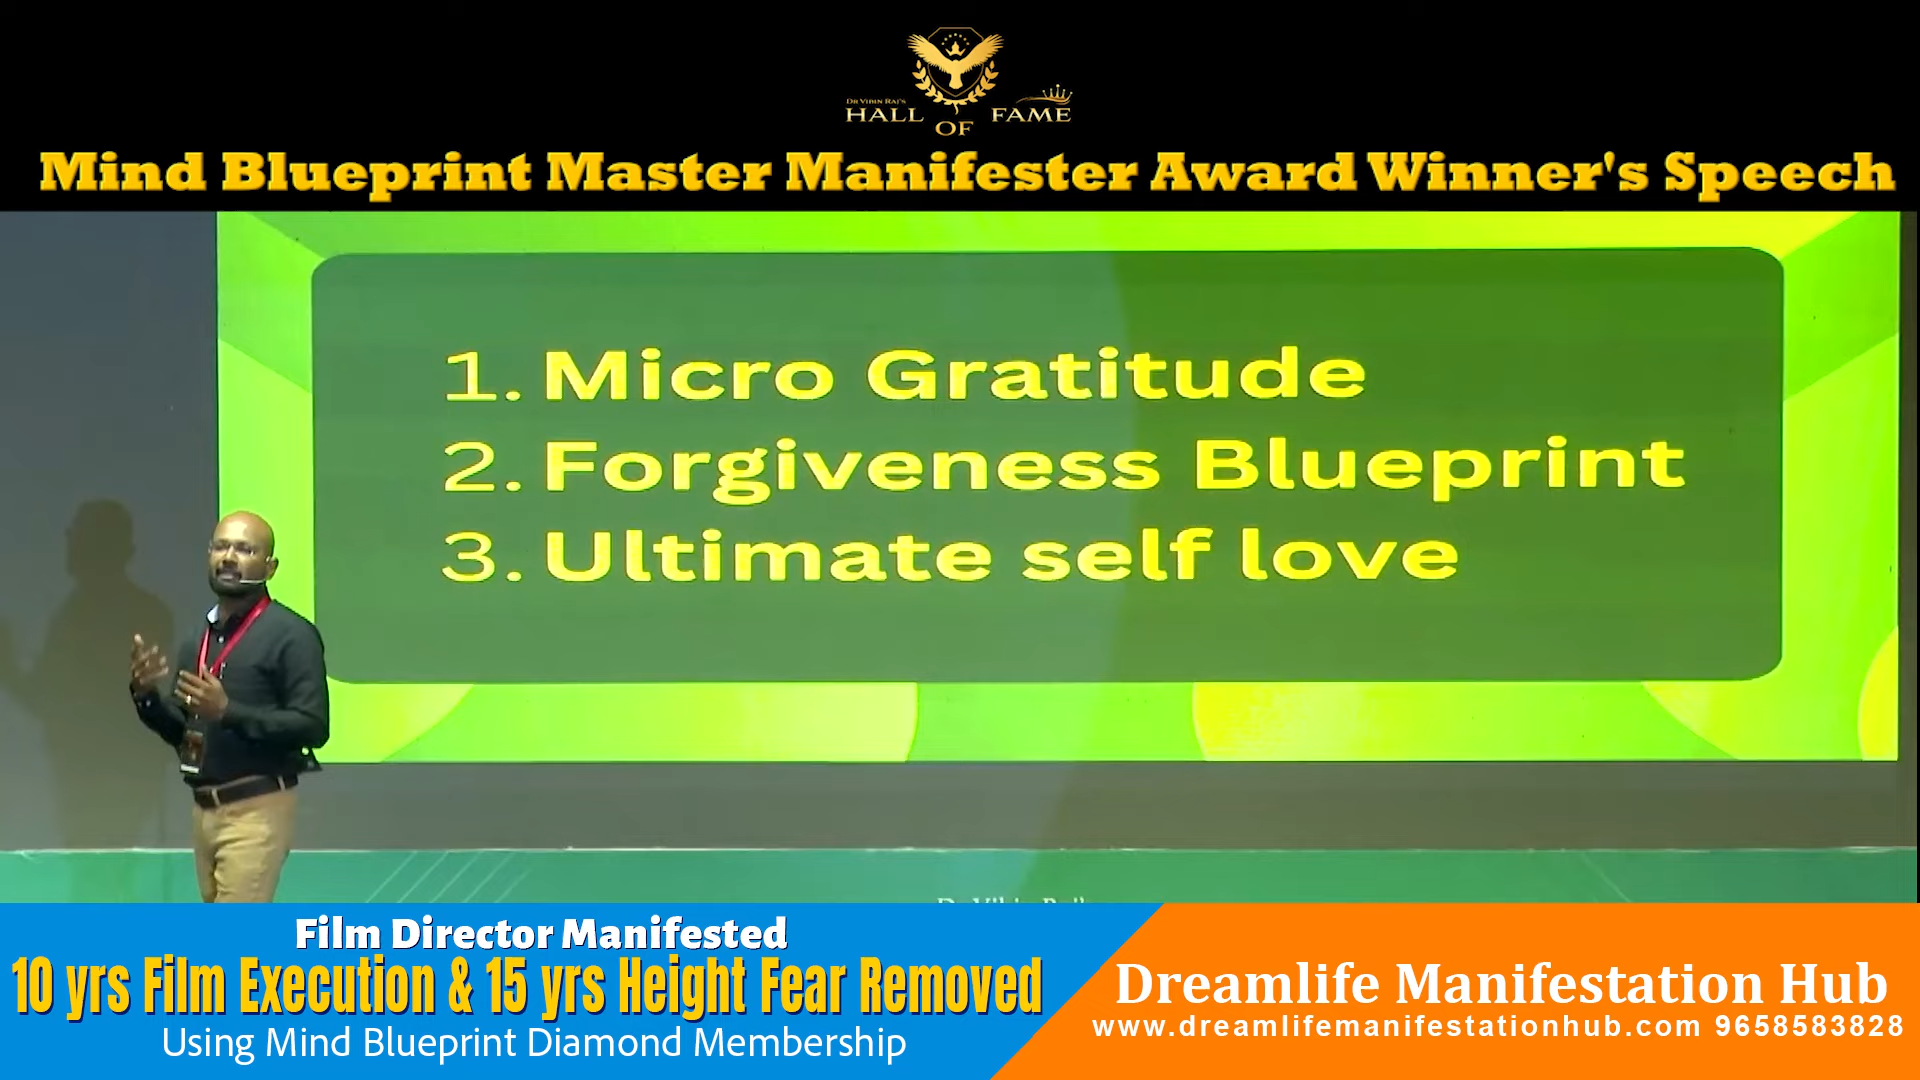 Dr Vibin Raj's
HALL OF FAME
Mind Blueprint Master Manifester Award Winner's Speech
1. Micro Gratitude
2. Forgiveness Blueprint
3. Ultimate self love
Film Director Manifested
10 yrs Film Execution & 15 yrs Height Fear Removed
Using Mind Blueprint Diamond Membership
Dreamlife Manifestation Hub
www.dreamlifemanifestationhub.com 9658583828